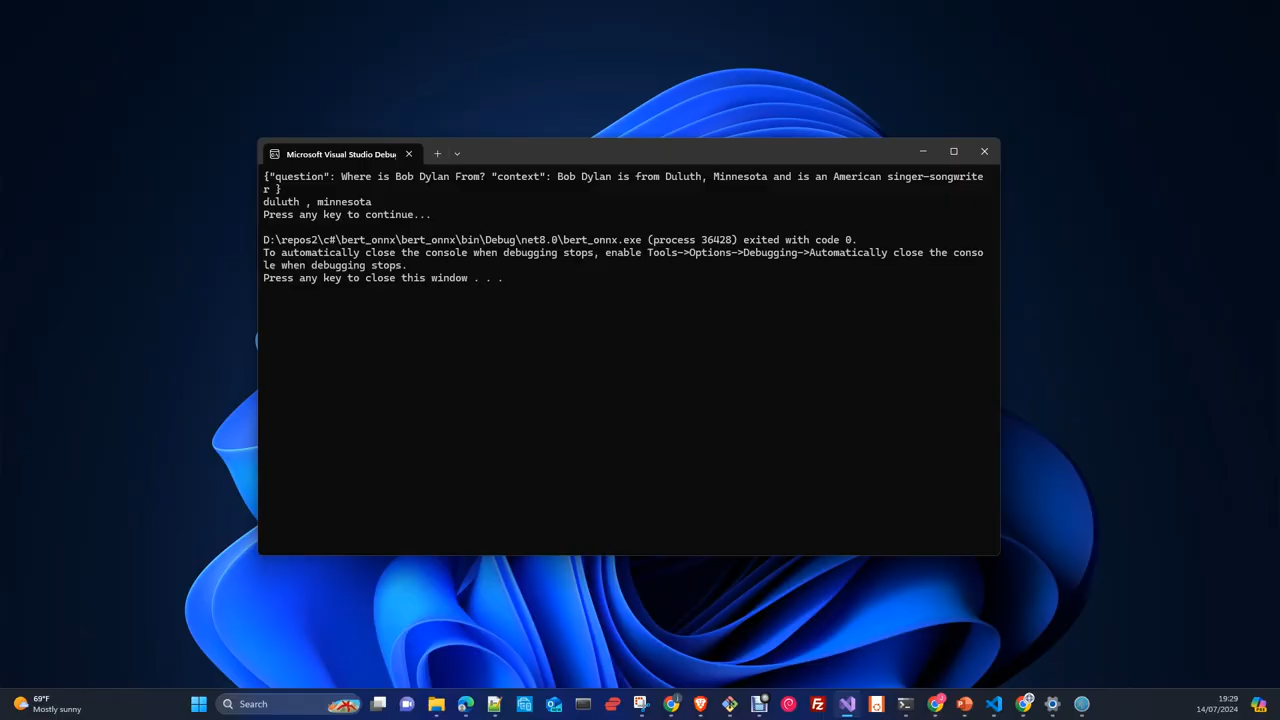 Microsoft Visual Studio Debu
{"question": Where is Bob Dylan From? "context": Bob Dylan is from Duluth, Minnesota and is an American singer-songwrite
r }
duluth , minnesota
Press any key to continue...
D:\repos2\c#\bert_onnx\bert_onnx\bin\Debug\net8.0\bert_onnx.exe (process 36428) exited with code 0.
To automatically close the console when debugging stops, enable Tools->Options->Debugging->Automatically close the conso
le when debugging stops.
Press any key to close this window . . .
69°F
Mostly sunny
Search
19:29
14/07/2024